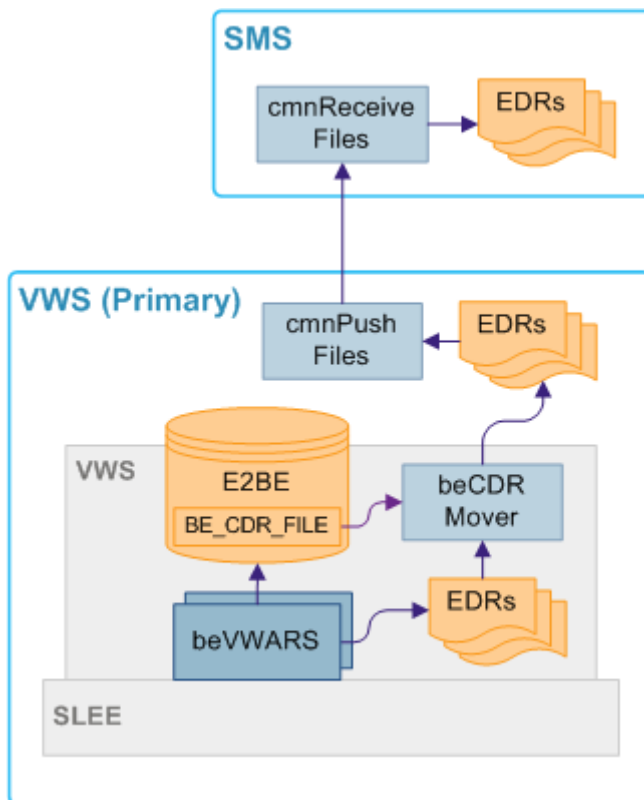 SMS
cmnReceive
Files
EDRs
VWS (Primary)
cmnPush
Files
EDRs
VWS
E2BE
BE_CDR_FILE
beCDR
Mover
beVWARS
EDRs
SLEE